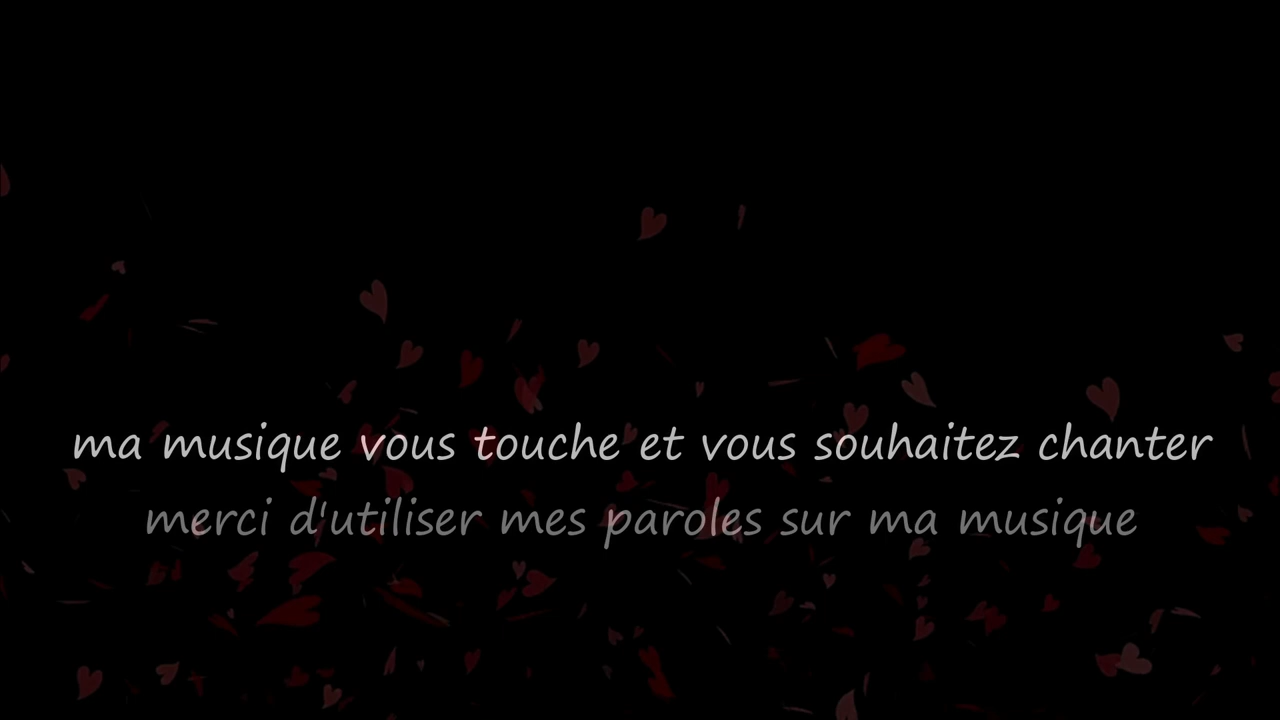 ma musique vous touche et vous souhaitez chanter
merci d'utiliser mes paroles sur ma musique